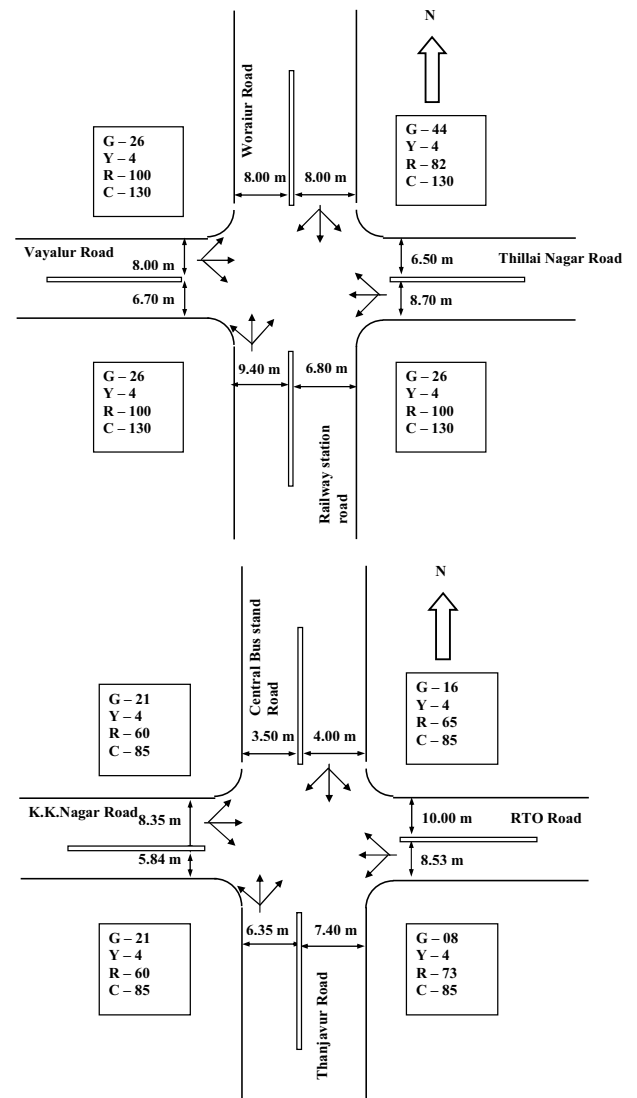 N
Woraiur Road
G – 26
Y – 4
R – 100
C – 130
G – 44
Y – 4
R – 82
C – 130
8.00 m
8.00 m
Vayalur Road
8.00 m
6.70 m
6.50 m
Thillai Nagar Road
8.70 m
9.40 m
6.80 m
G – 26
Y – 4
R – 100
C – 130
G – 26
Y – 4
R – 100
C – 130
Railway station
road
N
Central Bus stand
Road
G – 21
Y – 4
R – 60
C – 85
G – 16
Y – 4
R – 65
C – 85
3.50 m
4.00 m
K.K.Nagar Road
8.35 m
5.84 m
10.00 m
RTO Road
8.53 m
6.35 m
7.40 m
G – 21
Y – 4
R – 60
C – 85
G – 08
Y – 4
R – 73
C – 85
Thanjavur Road